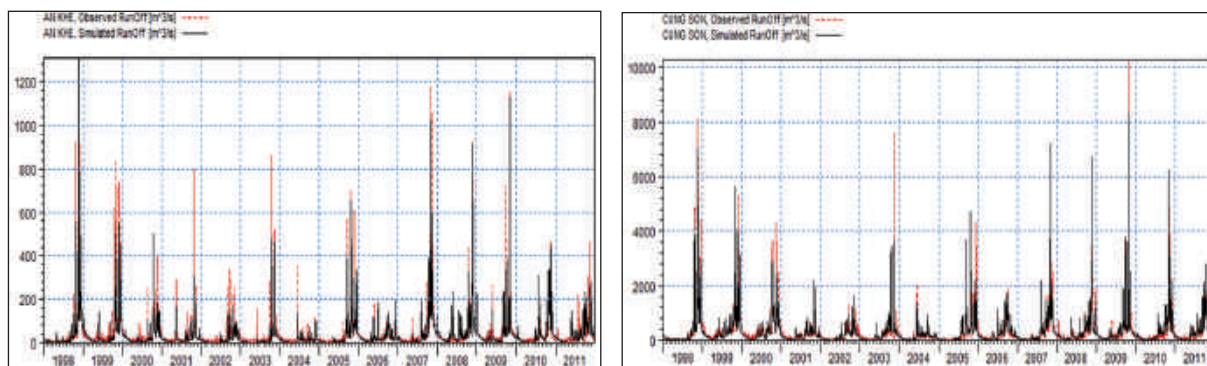 AN KHE, Observed RunOff [m^3/s]
AN KHE, Simulated RunOff [m^3/s]
1200
1000
800
600
400
200
0
1998 1999 2000 2001 2002 2003 2004 2005 2006 2007 2008 2009 2010 2011
CUNG SON, Observed RunOff [m^3/s]
CUNG SON, Simulated RunOff [m^3/s]
10000
8000
6000
4000
2000
0
1998 1999 2000 2001 2002 2003 2004 2005 2006 2007 2008 2009 2010 2011